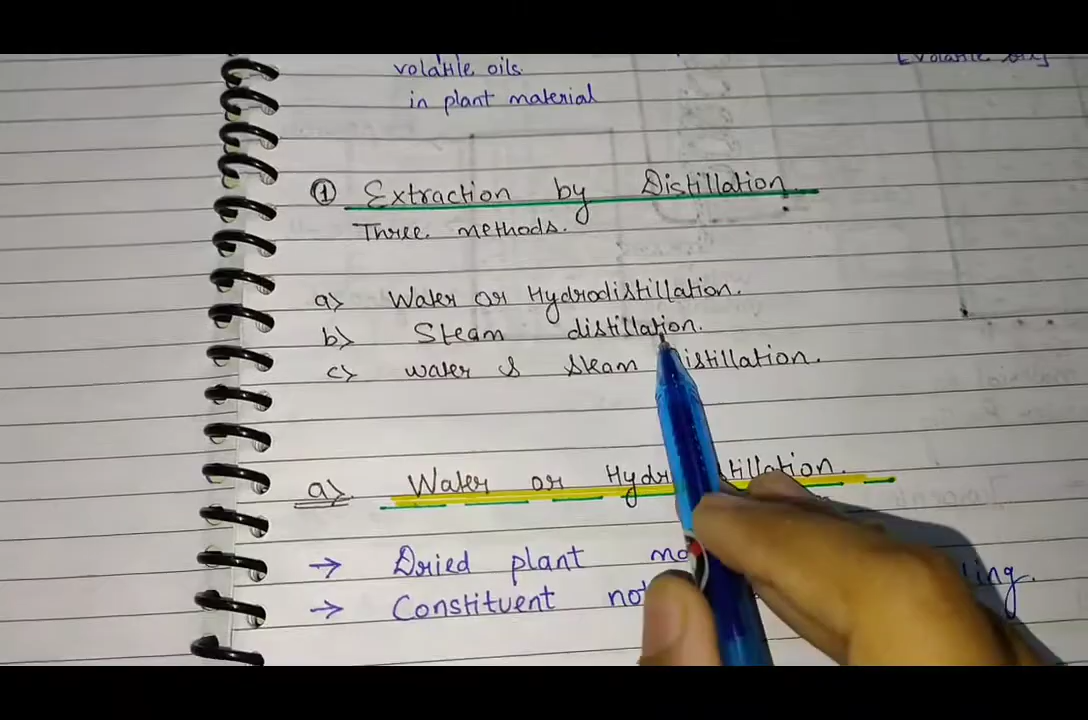 volatile oils
in plant material
① Extraction by Distillation
Three methods.
a) Water or Hydrodistillation.
b) Steam distillation.
c) water & Steam distillation.
a) Water or
Dried plant
Constituent